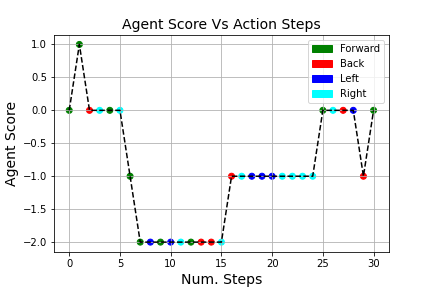 Agent Score Vs Action Steps
Agent Score
1.0
0.5
0.0
−0.5
−1.0
−1.5
−2.0
Forward
Back
Left
Right
0 5 10 15 20 25 30
Num. Steps